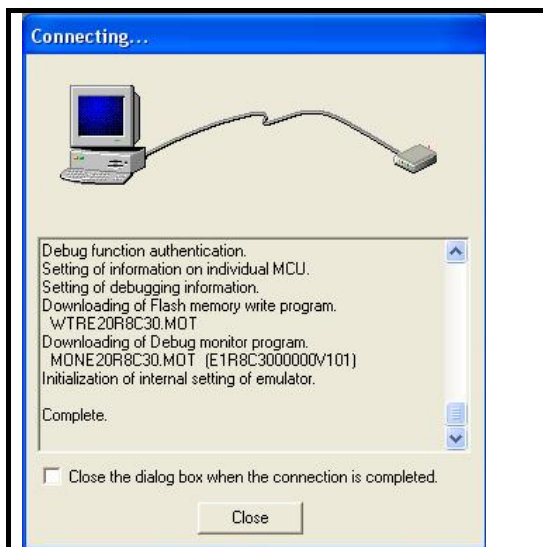 Connecting...
Debug function authentication.
Setting of information on individual MCU.
Setting of debugging information.
Downloading of Flash memory write program.
WTRE20R8C30.MOT
Downloading of Debug monitor program.
MONE20R8C30.MOT (E1R8C3000000V101)
Initialization of internal setting of emulator.
Complete.
Close the dialog box when the connection is completed.
Close